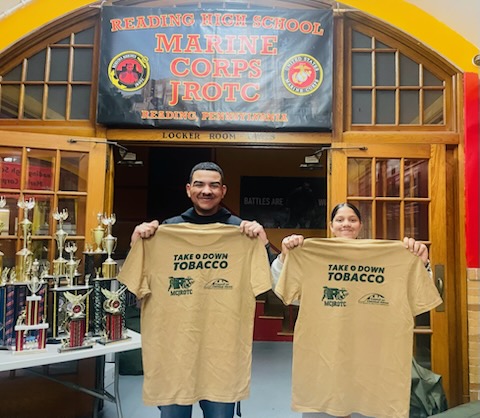 READING HIGH SCHOOL
MARINE
CORPS
JROTC
READING, PENNSYLVANIA
LOCKER ROOM
BATTLES ARE
TAKE DOWN
TOBACCO
MCJROTC
TAKE DOWN
TOBACCO
MCJROTC